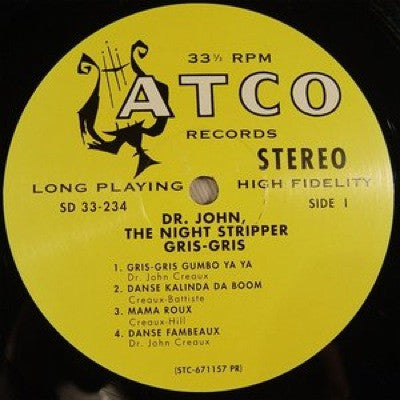 33⅓ RPM
ATCO
RECORDS
STEREO
LONG PLAYING HIGH FIDELITY
SD 33-234 SIDE 1
DR. JOHN,
THE NIGHT STRIPPER
GRIS-GRIS
1. GRIS-GRIS GUMBO YA YA
Dr. John Creaux
2. DANSE KALINDA DA BOOM
Creaux-Battiste
3. MAMA ROUX
Creaux-Hill
4. DANSE FAMBEAUX
Dr. John Creaux
(STC-671157 PR)